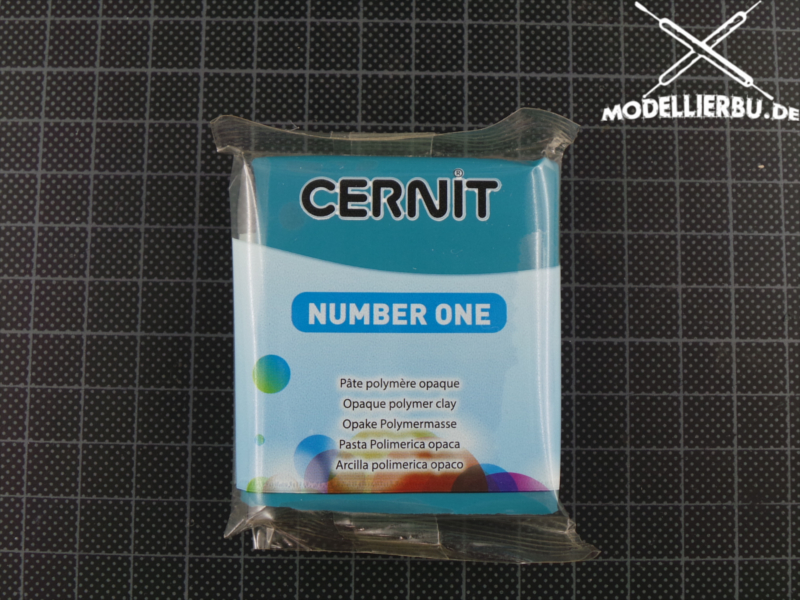 MODELLIERBU.DE
CERNIT®
NUMBER ONE
Pâte polymère opaque
Opaque polymer clay
Opake Polymermasse
Pasta Polimerica opaca
Arcilla polimerica opaco